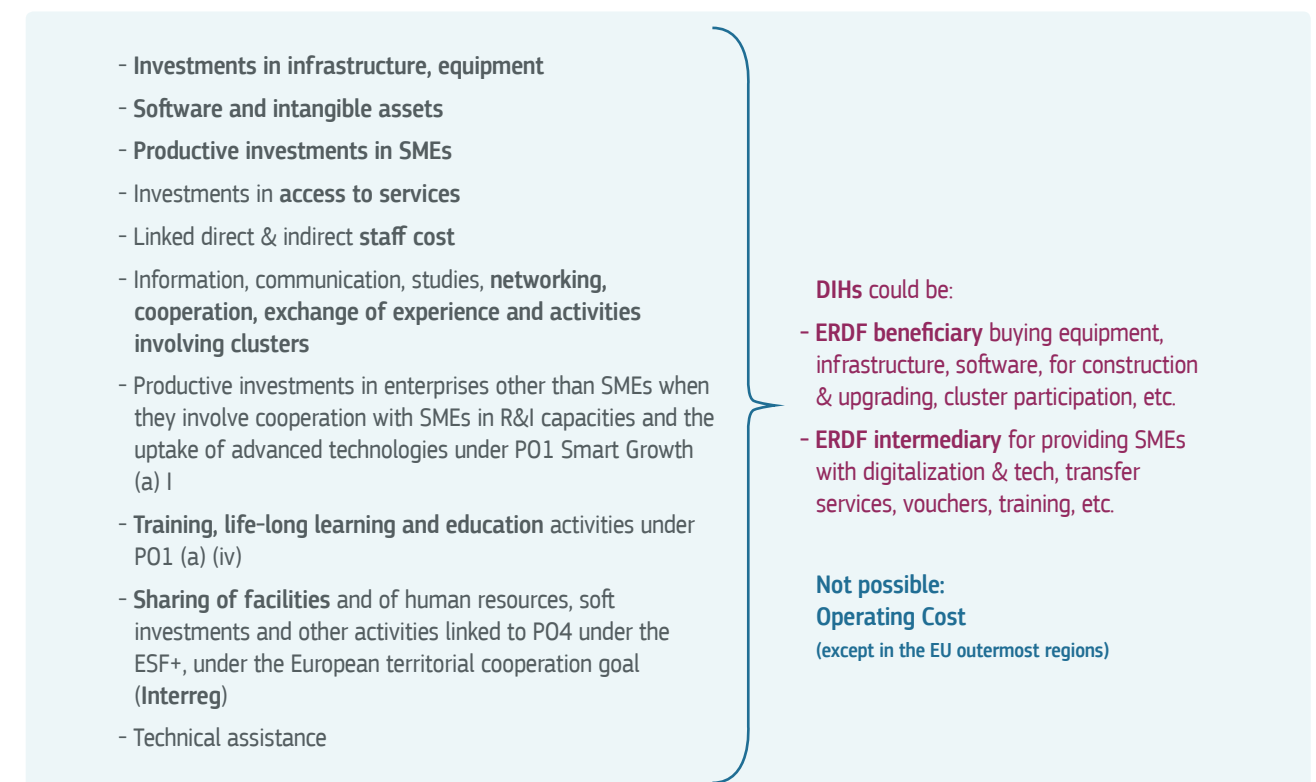 - Investments in infrastructure, equipment
- Software and intangible assets
- Productive investments in SMEs
- Investments in access to services
- Linked direct & indirect staff cost
- Information, communication, studies, networking,
cooperation, exchange of experience and activities
involving clusters
- Productive investments in enterprises other than SMEs when
they involve cooperation with SMEs in R&I capacities and the
uptake of advanced technologies under PO1 Smart Growth
(a) I
- Training, life-long learning and education activities under
PO1 (a) (iv)
- Sharing of facilities and of human resources, soft
investments and other activities linked to PO4 under the
ESF+, under the European territorial cooperation goal
(Interreg)
- Technical assistance
DIHs could be:
- ERDF beneficiary buying equipment,
infrastructure, software, for construction
& upgrading, cluster participation, etc.
- ERDF intermediary for providing SMEs
with digitalization & tech, transfer
services, vouchers, training, etc.
Not possible:
Operating Cost
(except in the EU outermost regions)